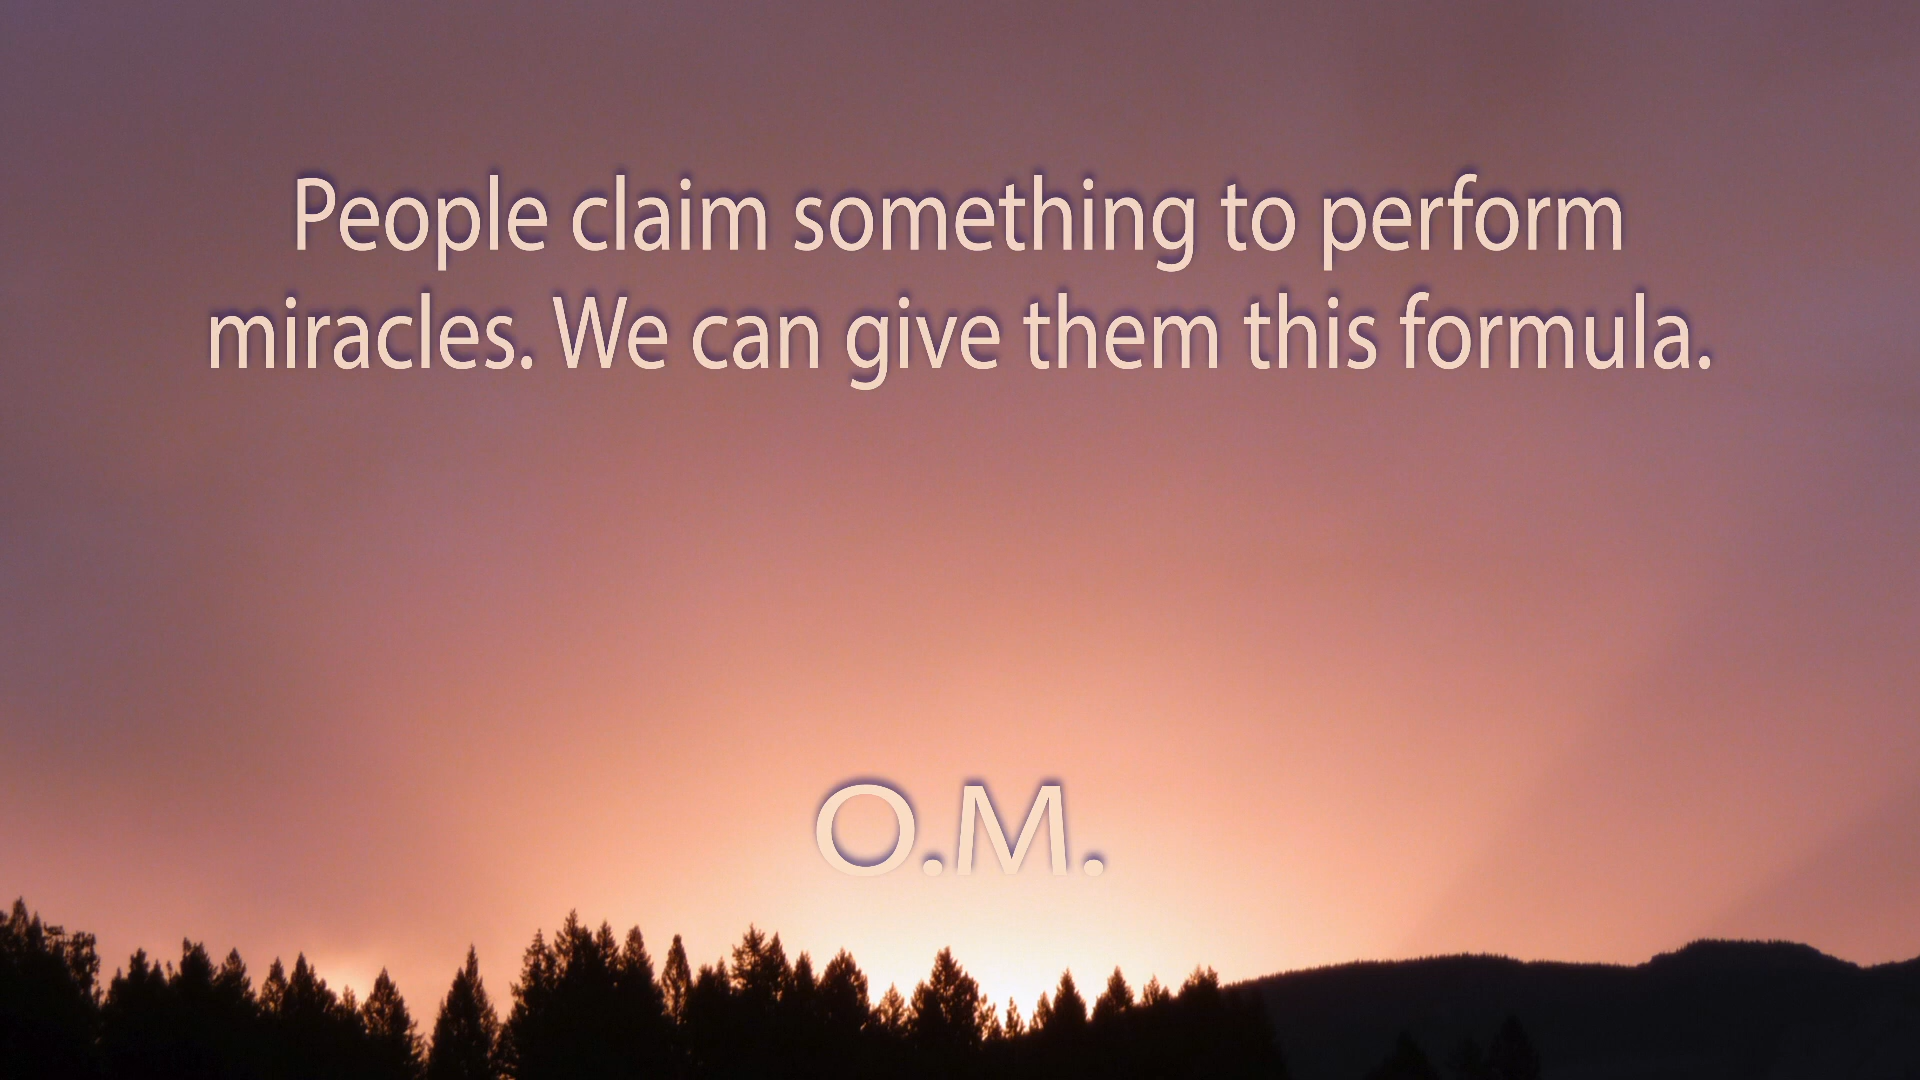 People claim something to perform
miracles. We can give them this formula.
O.M.